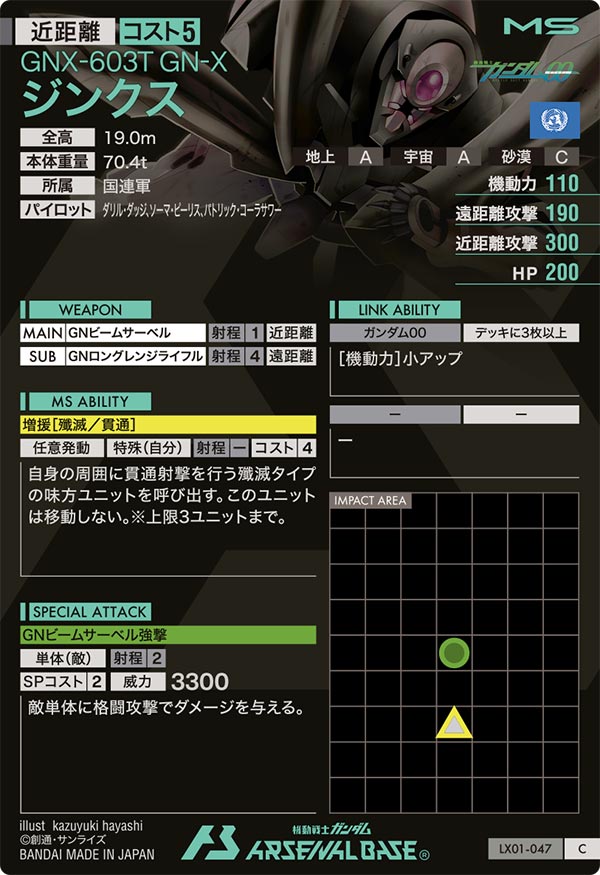 近距離 コスト5
MS
GNX-603T GN-X
ジンクス
ガンダム00
全高 19.0m
本体重量 70.4t
所属 国連軍
パイロット ダリル・ダッジ、ソーマ・ピーリス、パトリック・コーラサワー
地上 A 宇宙 A 砂漠 C
機動力 110
遠距離攻撃 190
近距離攻撃 300
HP 200
WEAPON
MAIN GNビームサーベル 射程 1 近距離
SUB GNロングレンジライフル 射程 4 遠距離
LINK ABILITY
ガンダム00 デッキに3枚以上
[機動力]小アップ
— —
—
MS ABILITY
増援[殲滅/貫通]
任意発動 特殊(自分) 射程 — コスト 4
自身の周囲に貫通射撃を行う殲滅タイプ
の味方ユニットを呼び出す。このユニット
は移動しない。※上限3ユニットまで。
IMPACT AREA
SPECIAL ATTACK
GNビームサーベル強撃
単体(敵) 射程 2
SPコスト 2 威力 3300
敵単体に格闘攻撃でダメージを与える。
illust kazuyuki hayashi
©創通・サンライズ
BANDAI MADE IN JAPAN
機動戦士ガンダム
AB ARSENAL BASE®
LX01-047 C